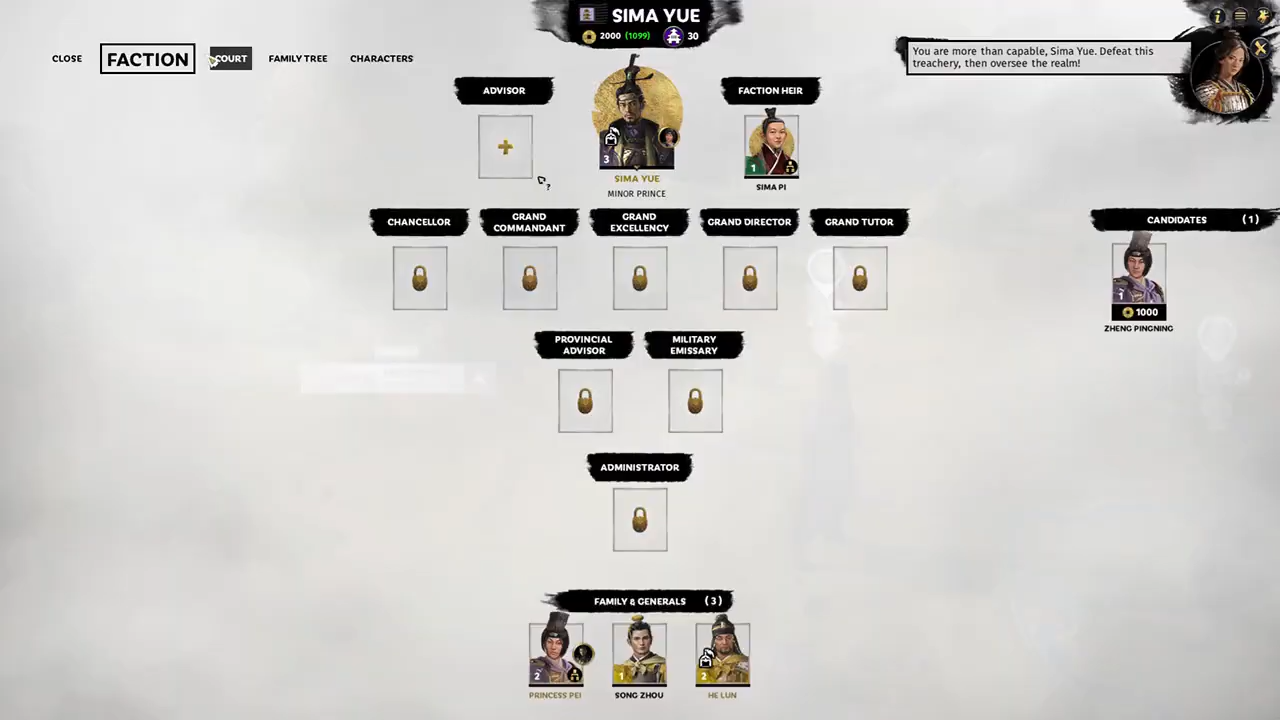 SIMA YUE
2000 (1099) 30
CLOSE
FACTION
COURT
FAMILY TREE
CHARACTERS
You are more than capable, Sima Yue. Defeat this
treachery, then oversee the realm!
ADVISOR
FACTION HEIR
3
1
SIMA YUE
MINOR PRINCE
SIMA PI
CHANCELLOR
GRAND
COMMANDANT
GRAND
EXCELLENCY
GRAND DIRECTOR
GRAND TUTOR
CANDIDATES (1)
1
1000
ZHENG PINGNING
PROVINCIAL
ADVISOR
MILITARY
EMISSARY
ADMINISTRATOR
FAMILY & GENERALS (3)
2
1
2
PRINCESS PEI
SONG ZHOU
HE LUN